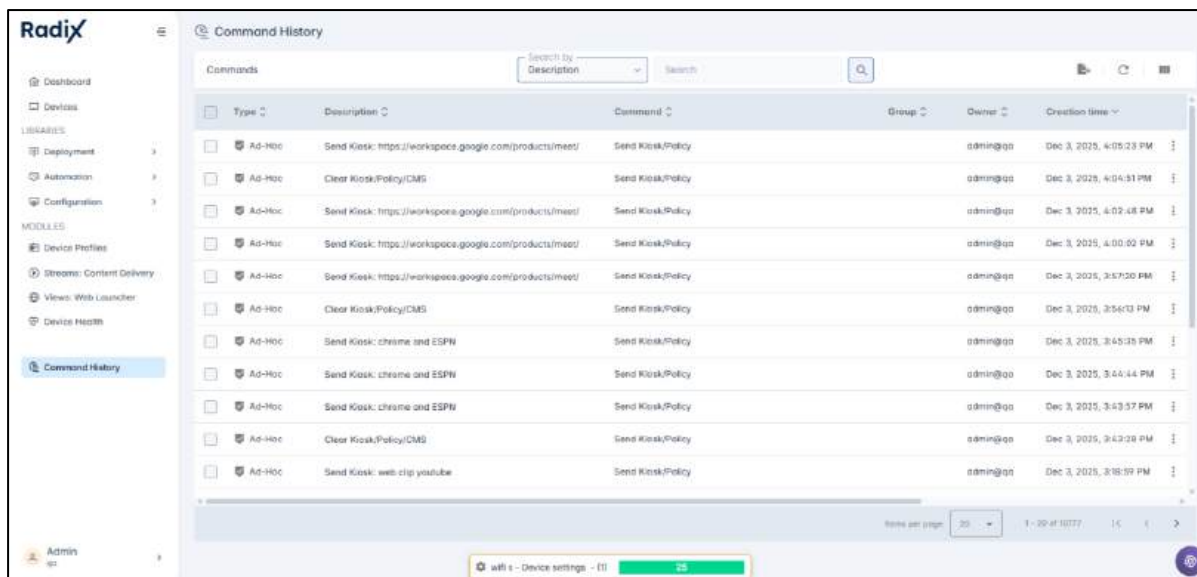 Radix
Command History
Commands
Search by
Description
Search
Dashboard
Devices
LIBRARIES
Deployment
Automation
Configuration
MODULES
Device Profiles
Streams: Content Delivery
Views: Web Launcher
Device Health
Command History
Type Description Command Group Owner Creation time
Ad-Hoc Send Kiosk: https://workspace.google.com/products/meet/ Send Kiosk/Policy admin@qa Dec 3, 2025, 4:05:23 PM
Ad-Hoc Clear Kiosk/Policy/CMS Send Kiosk/Policy admin@qa Dec 3, 2025, 4:04:51 PM
Ad-Hoc Send Kiosk: https://workspace.google.com/products/meet/ Send Kiosk/Policy admin@qa Dec 3, 2025, 4:02:48 PM
Ad-Hoc Send Kiosk: https://workspace.google.com/products/meet/ Send Kiosk/Policy admin@qa Dec 3, 2025, 4:00:02 PM
Ad-Hoc Send Kiosk: https://workspace.google.com/products/meet/ Send Kiosk/Policy admin@qa Dec 3, 2025, 3:57:20 PM
Ad-Hoc Clear Kiosk/Policy/CMS Send Kiosk/Policy admin@qa Dec 3, 2025, 3:56:13 PM
Ad-Hoc Send Kiosk: chrome and ESPN Send Kiosk/Policy admin@qa Dec 3, 2025, 3:45:35 PM
Ad-Hoc Send Kiosk: chrome and ESPN Send Kiosk/Policy admin@qa Dec 3, 2025, 3:44:44 PM
Ad-Hoc Send Kiosk: chrome and ESPN Send Kiosk/Policy admin@qa Dec 3, 2025, 3:43:57 PM
Ad-Hoc Clear Kiosk/Policy/CMS Send Kiosk/Policy admin@qa Dec 3, 2025, 3:43:28 PM
Ad-Hoc Send Kiosk: web clip youtube Send Kiosk/Policy admin@qa Dec 3, 2025, 3:18:59 PM
Items per page 20 1 - 20 of 10777
Admin
qa
wifi s - Device settings - (1) 25